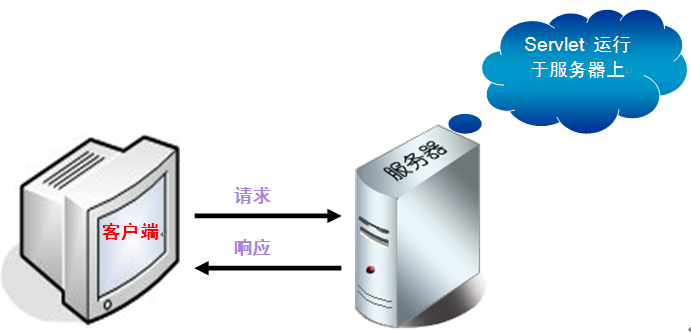 Servlet 运行
于服务器上
服务器
请求
客户端
响应